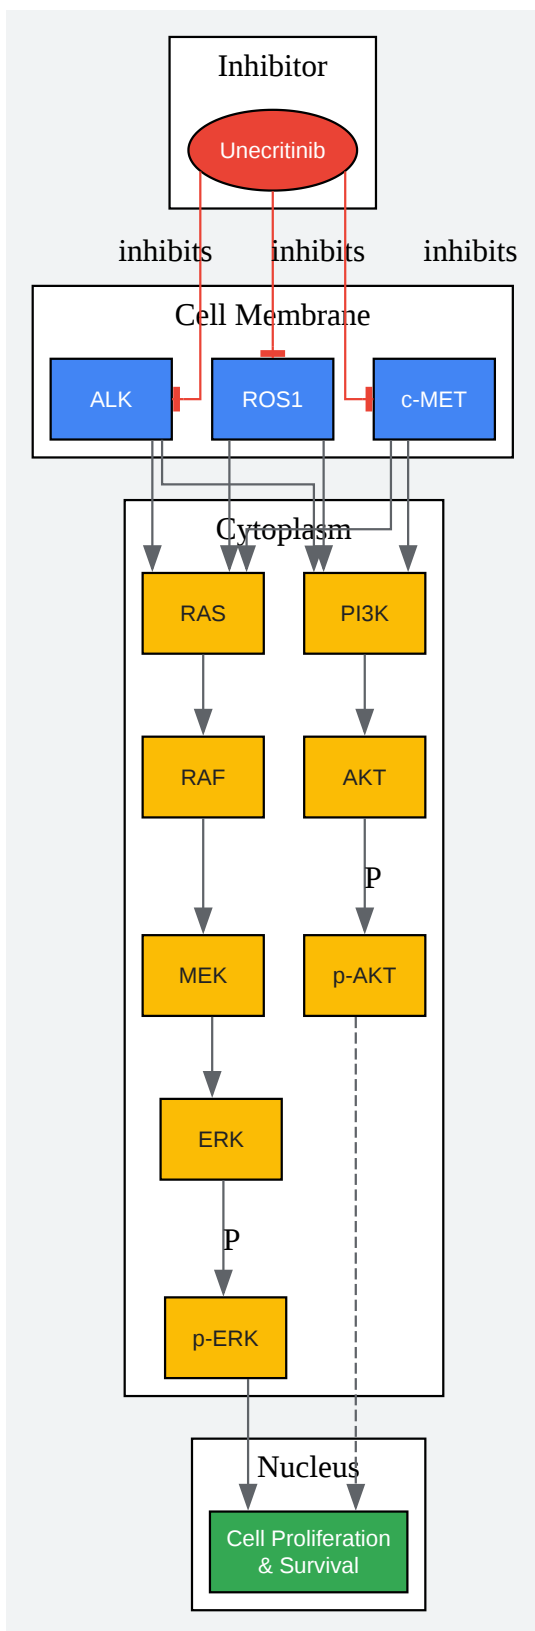 Inhibitor
Unecritinib
inhibits inhibits inhibits
Cell Membrane
ALK ROS1 c-MET
Cytoplasm
RAS PI3K
RAF AKT
P
MEK p-AKT
ERK
P
p-ERK
Nucleus
Cell Proliferation
& Survival